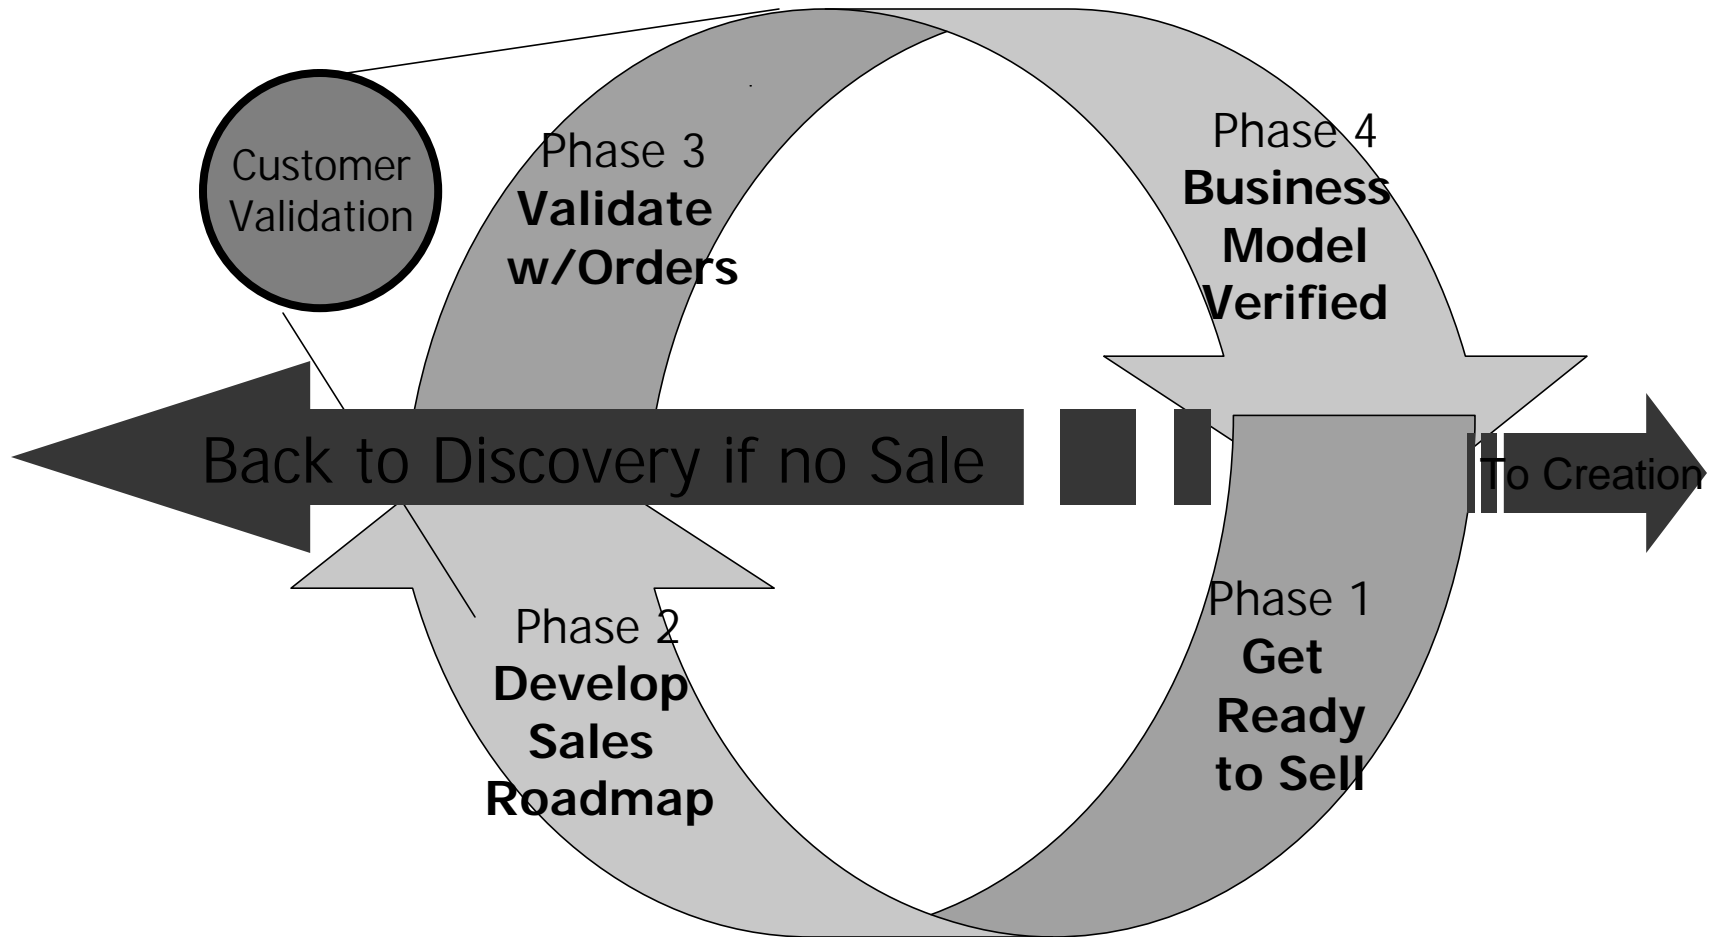 Customer
Validation
Phase 3
Validate
w/Orders
Phase 4
Business
Model
Verified
Back to Discovery if no Sale
To Creation
Phase 2
Develop
Sales
Roadmap
Phase 1
Get
Ready
to Sell